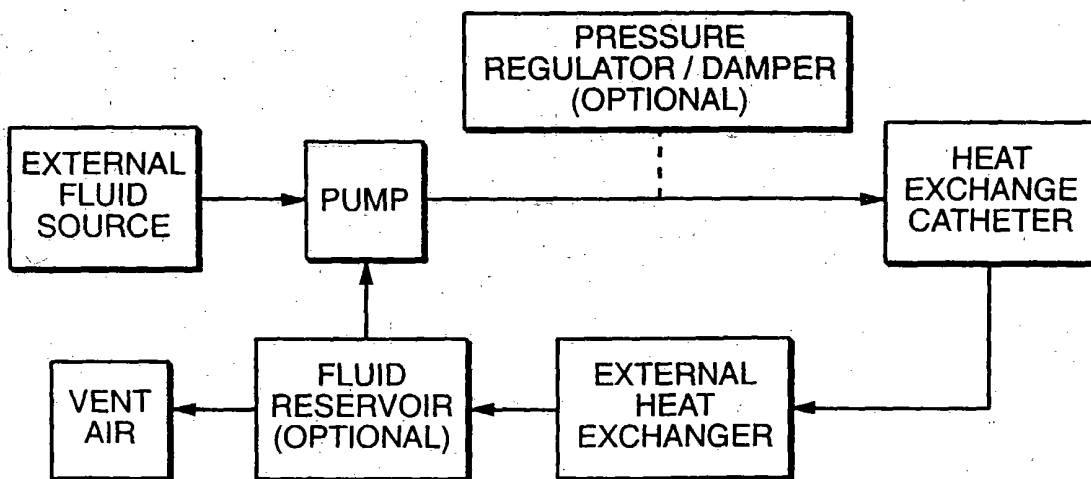 PRESSURE
REGULATOR / DAMPER
(OPTIONAL)
EXTERNAL
FLUID
SOURCE
PUMP
HEAT
EXCHANGE
CATHETER
VENT
AIR
FLUID
RESERVOIR
(OPTIONAL)
EXTERNAL
HEAT
EXCHANGER